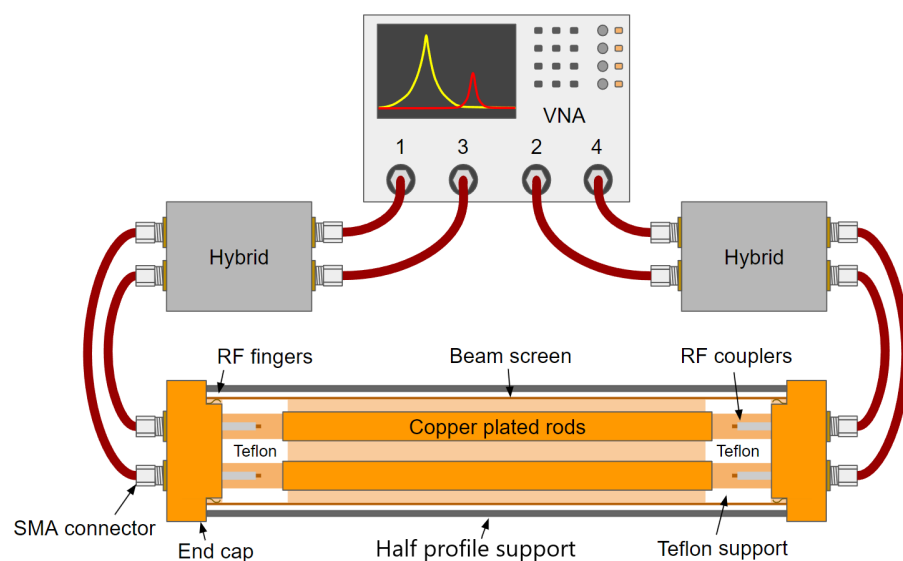 VNA
1
3
2
4
Hybrid
Hybrid
RF fingers
Beam screen
RF couplers
Copper plated rods
Teflon
Teflon
SMA connector
End cap
Half profile support
Teflon support